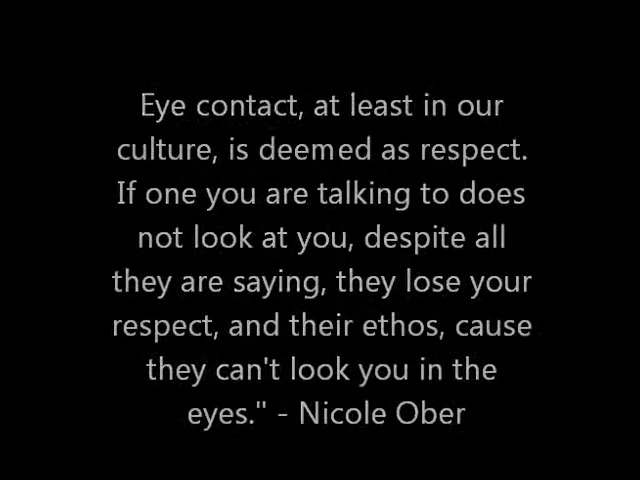 Eye contact, at least in our
culture, is deemed as respect.
If one you are talking to does
not look at you, despite all
they are saying, they lose your
respect, and their ethos, cause
they can't look you in the
eyes." - Nicole Ober